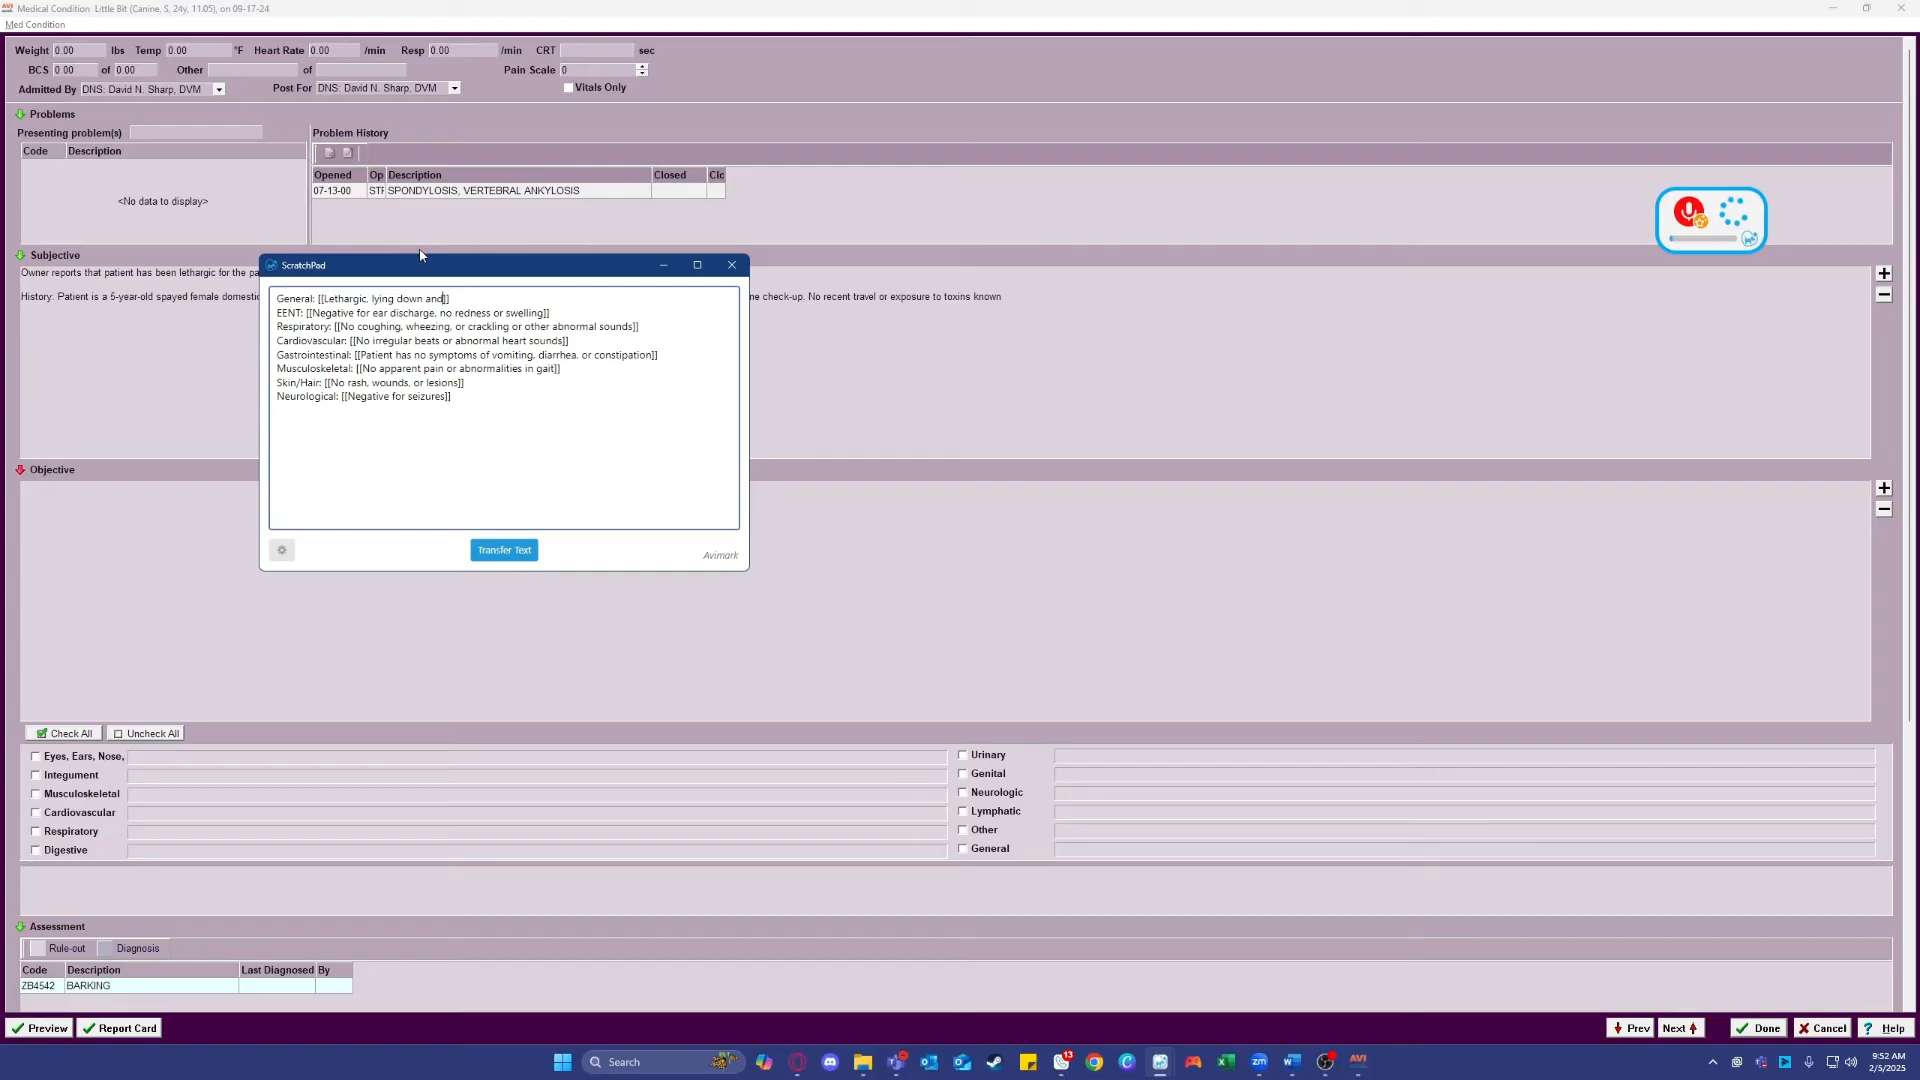 Medical Condition Little Bit (Canine, S, 24y, 11.05), on 09-17-24
Med Condition
Weight 0.00 lbs Temp 0.00 °F Heart Rate 0.00 /min Resp 0.00 /min CRT sec
BCS 0.00 of 0.00 Other of Pain Scale 0
Admitted By DNS: David N. Sharp, DVM Post For DNS: David N. Sharp, DVM Vitals Only
Problems
Presenting problem(s) Problem History
Code Description
Opened Op Description Closed Clc
07-13-00 STF SPONDYLOSIS, VERTEBRAL ANKYLOSIS
<No data to display>
Subjective
Owner reports that patient has been lethargic for the pa
History: Patient is a 5-year-old spayed female domestic
ne check-up. No recent travel or exposure to toxins known
ScratchPad
General: [[Lethargic, lying down and]]
EENT: [[Negative for ear discharge, no redness or swelling]]
Respiratory: [[No coughing, wheezing, or crackling or other abnormal sounds]]
Cardiovascular: [[No irregular beats or abnormal heart sounds]]
Gastrointestinal: [[Patient has no symptoms of vomiting, diarrhea, or constipation]]
Musculoskeletal: [[No apparent pain or abnormalities in gait]]
Skin/Hair: [[No rash, wounds, or lesions]]
Neurological: [[Negative for seizures]]
Transfer Text
Avimark
Objective
Check All Uncheck All
Eyes, Ears, Nose, Urinary
Integument Genital
Musculoskeletal Neurologic
Cardiovascular Lymphatic
Respiratory Other
Digestive General
Assessment
Rule-out Diagnosis
Code Description Last Diagnosed By
ZB4542 BARKING
Preview Report Card Prev Next Done Cancel ? Help
Search
13
zm
AVI
9:52 AM
2/5/2025